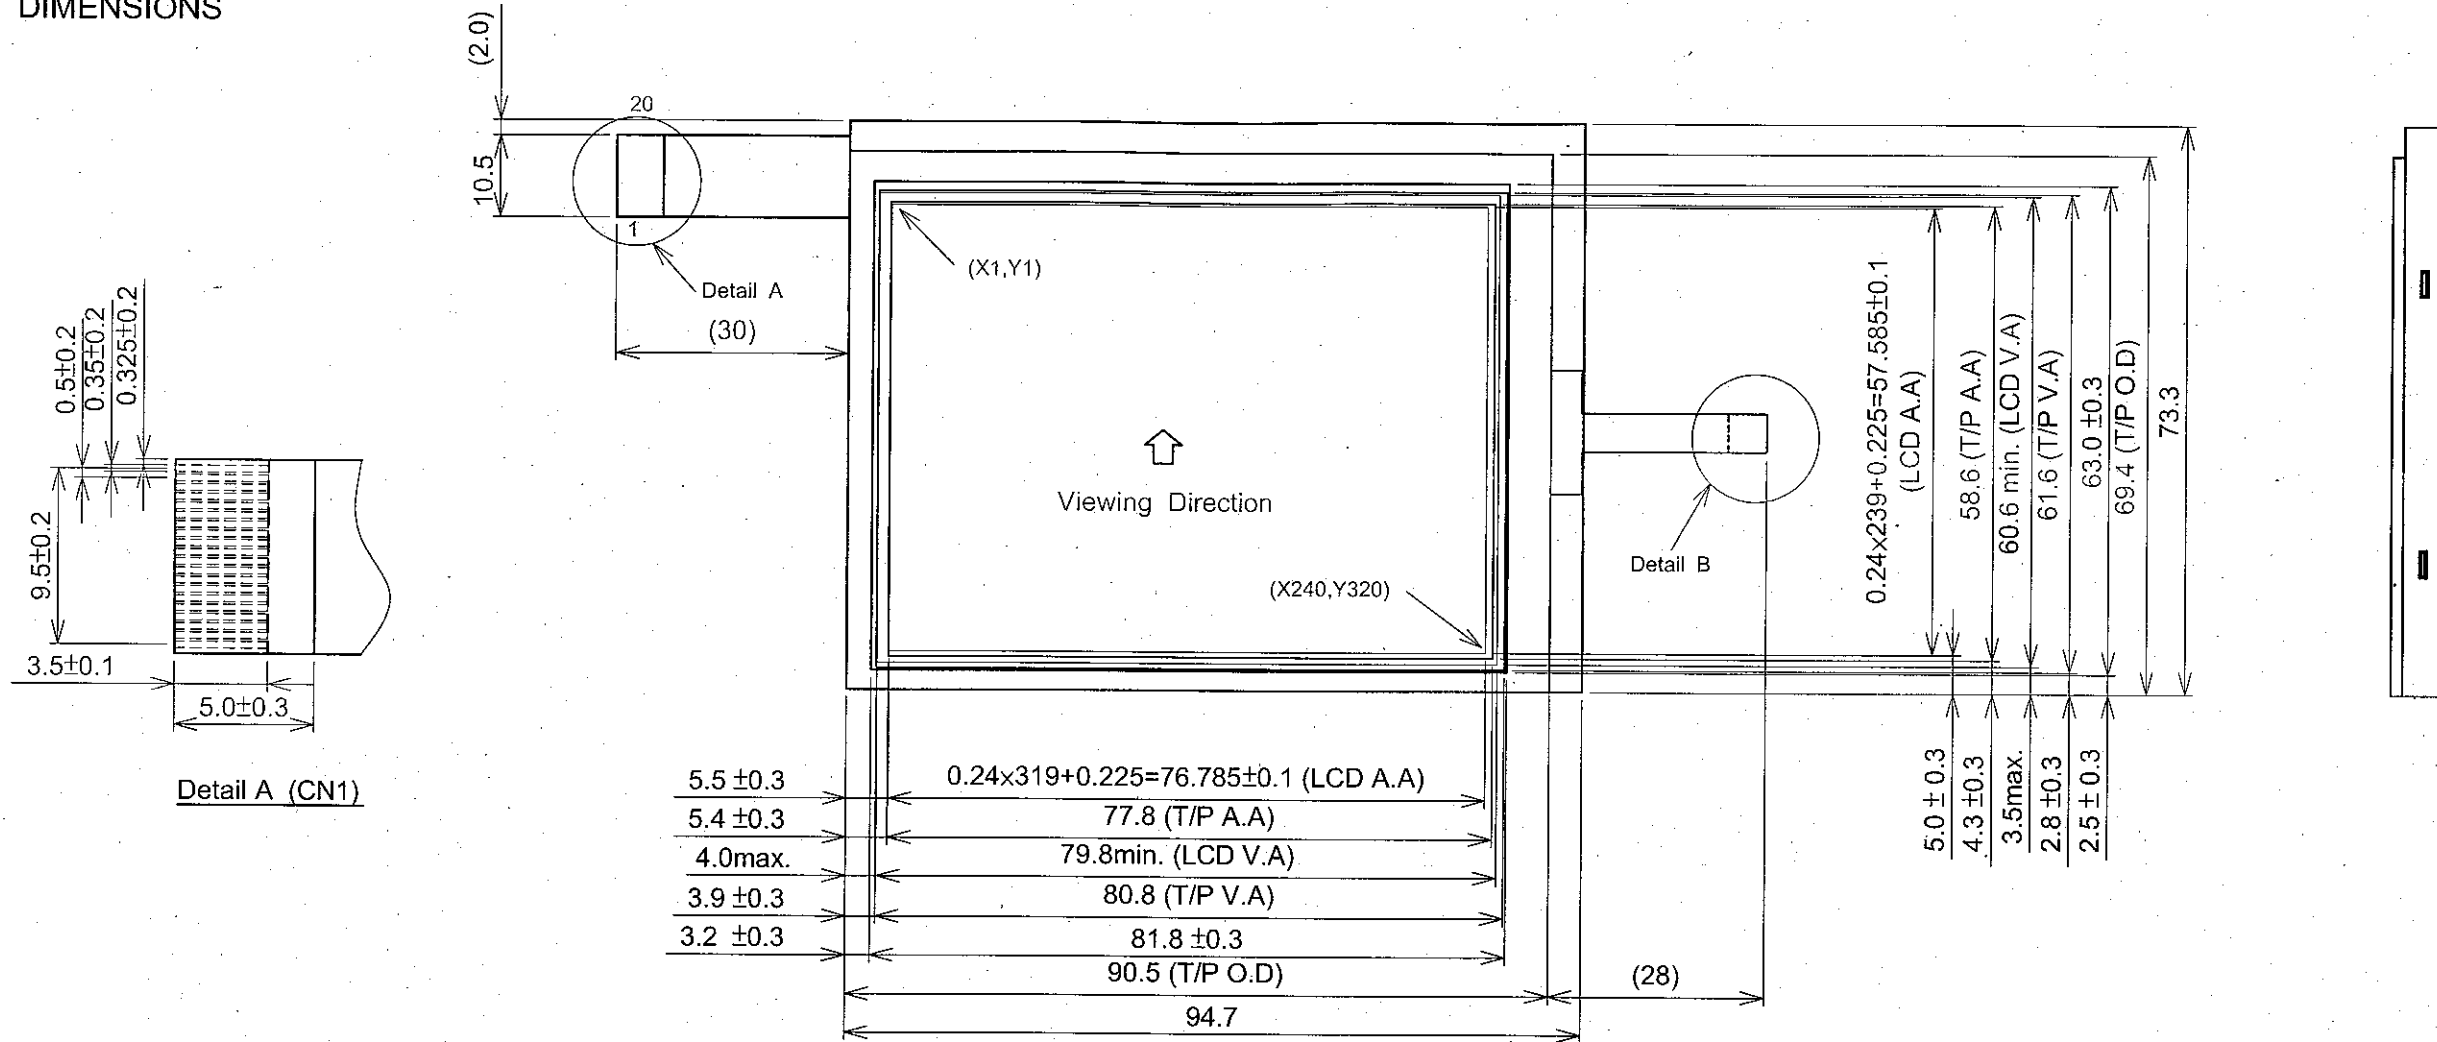 DIMENSIONS
(2.0)
10.5
20
1
Detail A
(30)
(X1,Y1)
Viewing Direction
(X240,Y320)
Detail B
0.5±0.2
0.35±0.2
0.325±0.2
9.5±0.2
3.5±0.1
5.0±0.3
Detail A (CN1)
0.24x239+0.225=57.585±0.1
(LCD A.A)
58.6 (T/P A.A)
60.6 min. (LCD V.A)
61.6 (T/P V.A)
63.0 ±0.3
69.4 (T/P O.D)
73.3
5.0 ± 0.3
4.3 ±0.3
3.5max.
2.8 ±0.3
2.5 ± 0.3
5.5 ±0.3
0.24x319+0.225=76.785±0.1 (LCD A.A)
5.4 ±0.3
77.8 (T/P A.A)
4.0max.
79.8min. (LCD V.A)
3.9 ±0.3
80.8 (T/P V.A)
3.2 ±0.3
81.8 ±0.3
90.5 (T/P O.D)
(28)
94.7